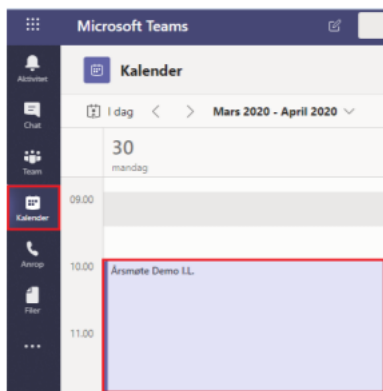 Microsoft Teams
Aktivitet
Kalender
I dag
Mars 2020 - April 2020
Chat
30
mandag
Team
09.00
Kalender
Anrop
10.00
Årsmøte Demo I.L.
Filer
11.00